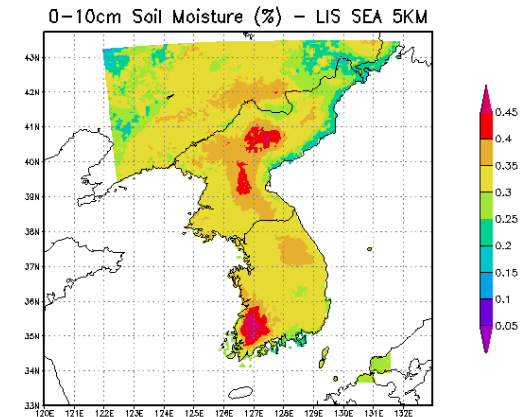 0-10cm Soil Moisture (%) - LIS SEA 5KM
43N
42N
41N
40N
39N
38N
37N
36N
35N
34N
33N
120E 121E 122E 123E 124E 125E 126E 127E 128E 129E 130E 131E 132E
0.45
0.4
0.35
0.3
0.25
0.2
0.15
0.1
0.05